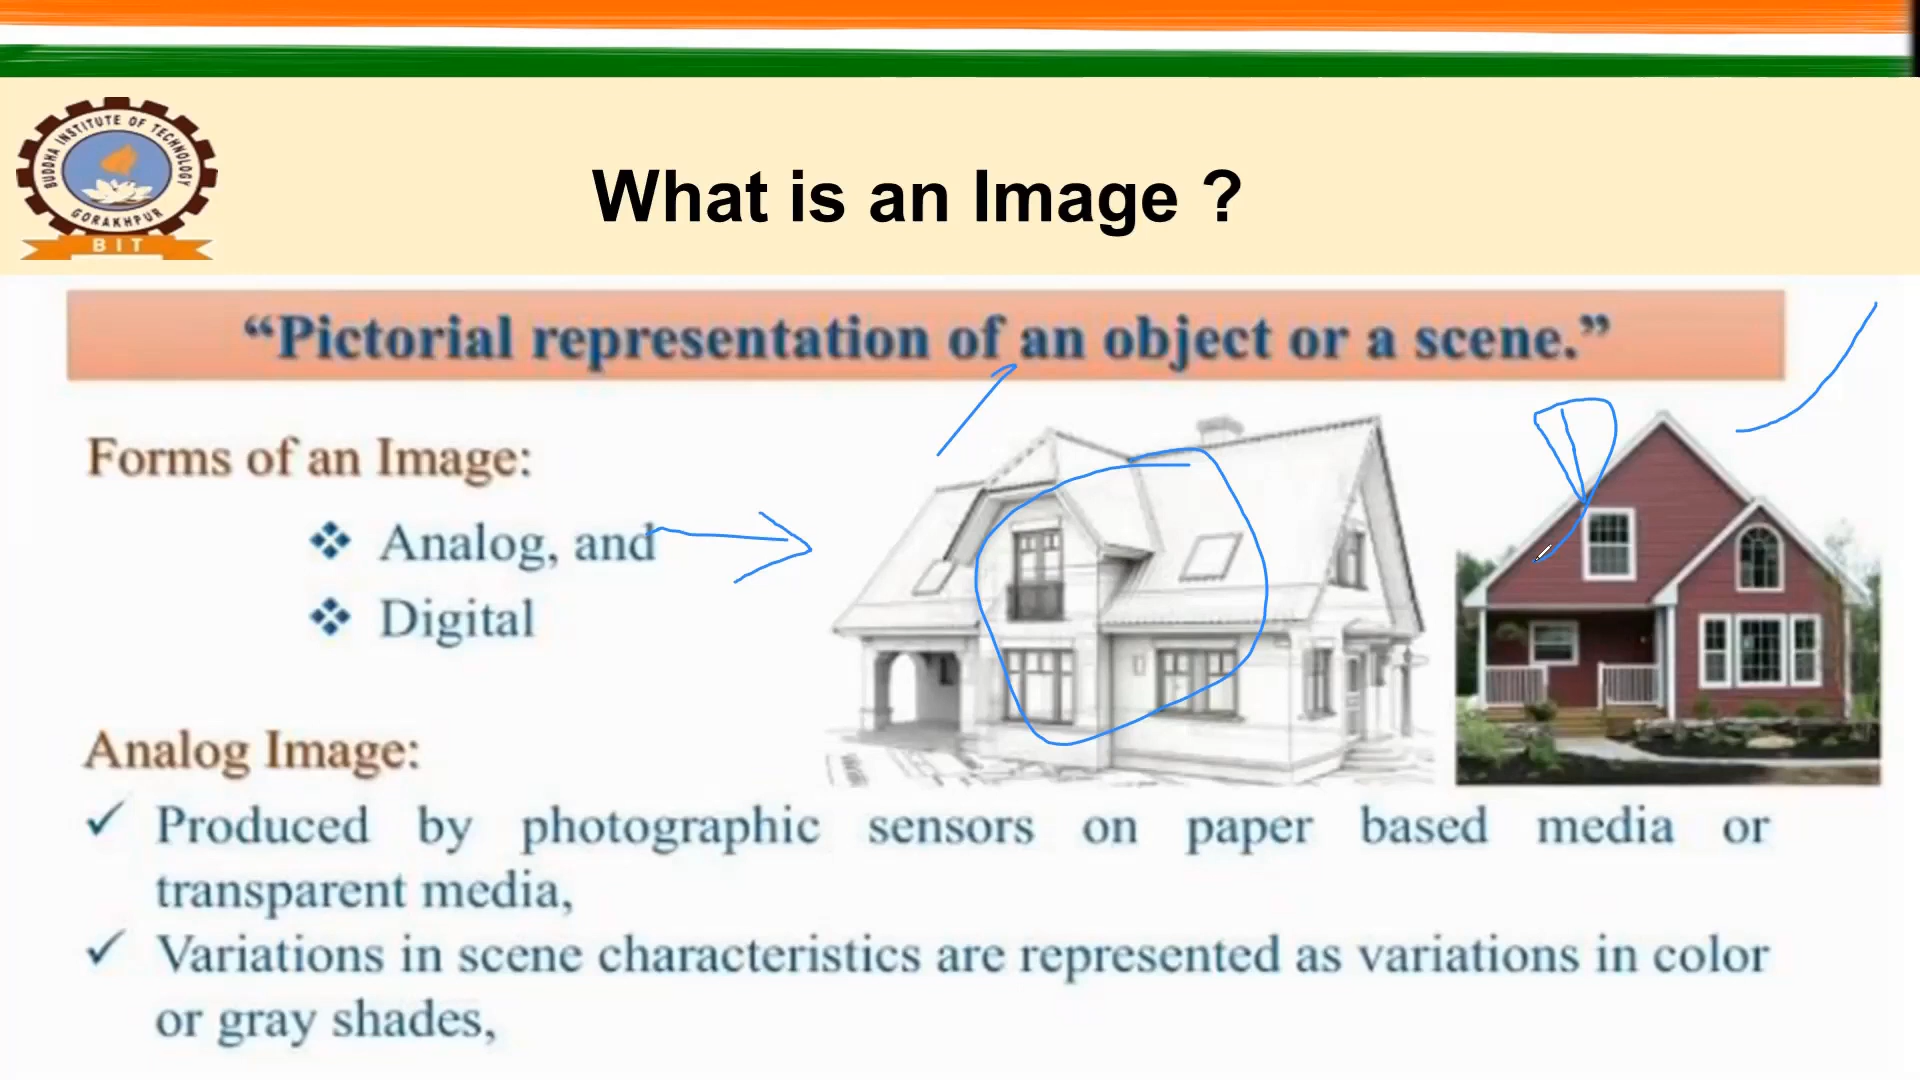 BUDDHA INSTITUTE OF TECHNOLOGY
GORAKHPUR
BIT
What is an Image ?
“Pictorial representation of an object or a scene.”
Forms of an Image:
❖ Analog, and
❖ Digital
Analog Image:
✓ Produced by photographic sensors on paper based media or
transparent media,
✓ Variations in scene characteristics are represented as variations in color
or gray shades,